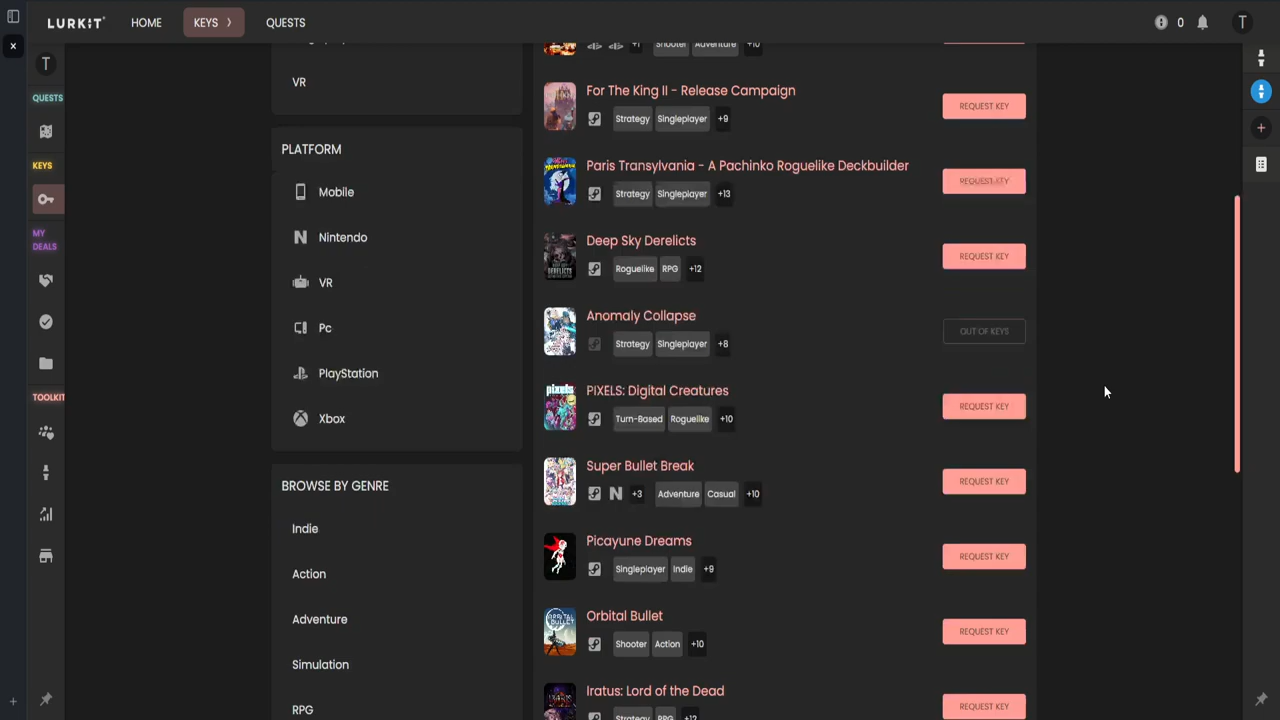 LURKIT
HOME
KEYS
QUESTS
0
T
x
T
QUESTS
KEYS
MY
DEALS
TOOLKIT
VR
PLATFORM
Mobile
Nintendo
VR
Pc
PlayStation
Xbox
BROWSE BY GENRE
Indie
Action
Adventure
Simulation
RPG
+1 Shooter Adventure +10
For The King II - Release Campaign
Strategy Singleplayer +9
REQUEST KEY
Paris Transylvania - A Pachinko Roguelike Deckbuilder
Strategy Singleplayer +13
REQUEST KEY
Deep Sky Derelicts
Roguelike RPG +12
REQUEST KEY
Anomaly Collapse
Strategy Singleplayer +8
OUT OF KEYS
PIXELS: Digital Creatures
Turn-Based Roguelike +10
REQUEST KEY
Super Bullet Break
N +3 Adventure Casual +10
REQUEST KEY
Picayune Dreams
Singleplayer Indie +9
REQUEST KEY
Orbital Bullet
Shooter Action +10
REQUEST KEY
Iratus: Lord of the Dead
Strategy RPG +12
REQUEST KEY